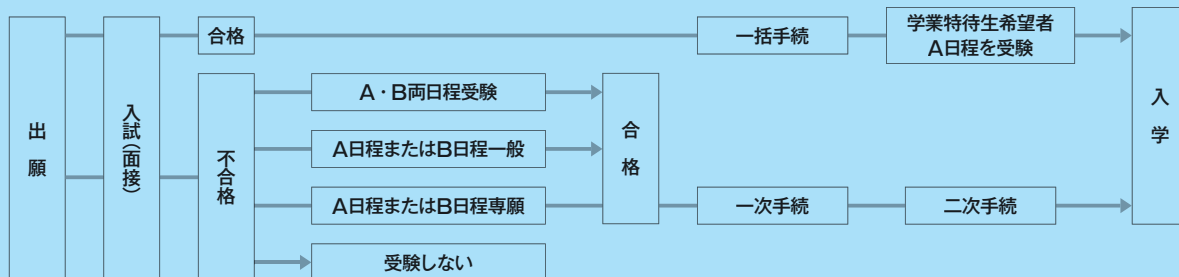 出願
入試(面接)
合格
一括手続
学業特待生希望者
A日程を受験
入学
不合格
A・B両日程受験
A日程またはB日程一般
A日程またはB日程専願
受験しない
合格
一次手続
二次手続